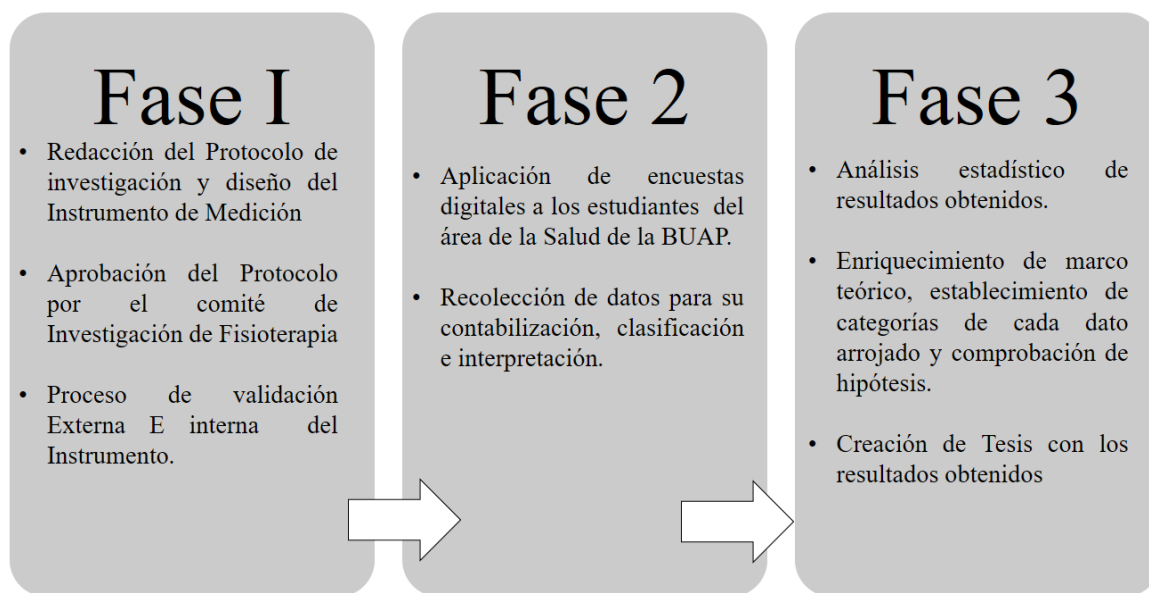 Fase I
• Redacción del Protocolo de
investigación y diseño del
Instrumento de Medición
• Aprobación del Protocolo
por el comité de
Investigación de Fisioterapia
• Proceso de validación
Externa E interna del
Instrumento.
Fase 2
• Aplicación de encuestas
digitales a los estudiantes del
área de la Salud de la BUAP.
• Recolección de datos para su
contabilización, clasificación
e interpretación.
Fase 3
• Análisis estadístico de
resultados obtenidos.
• Enriquecimiento de marco
teórico, establecimiento de
categorías de cada dato
arrojado y comprobación de
hipótesis.
• Creación de Tesis con los
resultados obtenidos